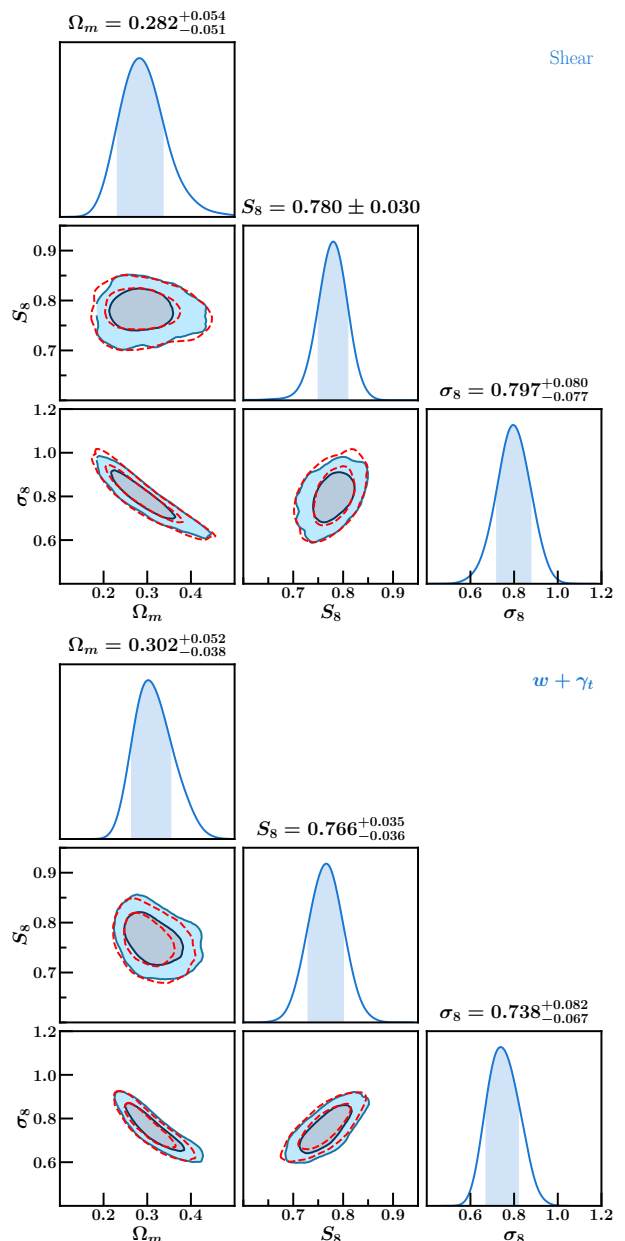 Ω_m = 0.282^{+0.054}_{-0.051}
Shear
S_8 = 0.780 ± 0.030
0.9
0.8
0.7
S_8
σ_8 = 0.797^{+0.080}_{-0.077}
1.2
1.0
0.8
0.6
σ_8
0.2 0.3 0.4
0.7 0.8 0.9
0.6 0.8 1.0 1.2
Ω_m S_8 σ_8
Ω_m = 0.302^{+0.052}_{-0.038}
w + γ_t
S_8 = 0.766^{+0.035}_{-0.036}
0.9
0.8
0.7
S_8
σ_8 = 0.738^{+0.082}_{-0.067}
1.2
1.0
0.8
0.6
σ_8
0.2 0.3 0.4
0.7 0.8 0.9
0.6 0.8 1.0 1.2
Ω_m S_8 σ_8